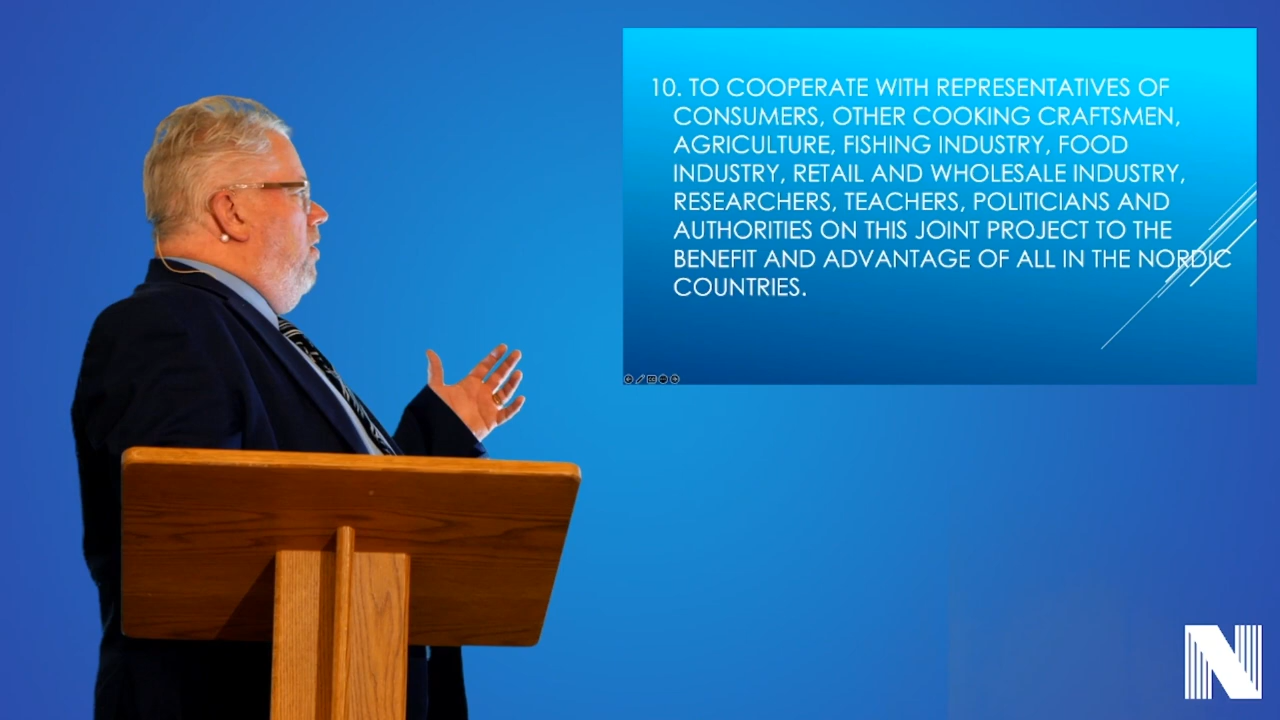 10. TO COOPERATE WITH REPRESENTATIVES OF
CONSUMERS, OTHER COOKING CRAFTSMEN,
AGRICULTURE, FISHING INDUSTRY, FOOD
INDUSTRY, RETAIL AND WHOLESALE INDUSTRY,
RESEARCHERS, TEACHERS, POLITICIANS AND
AUTHORITIES ON THIS JOINT PROJECT TO THE
BENEFIT AND ADVANTAGE OF ALL IN THE NORDIC
COUNTRIES.
N